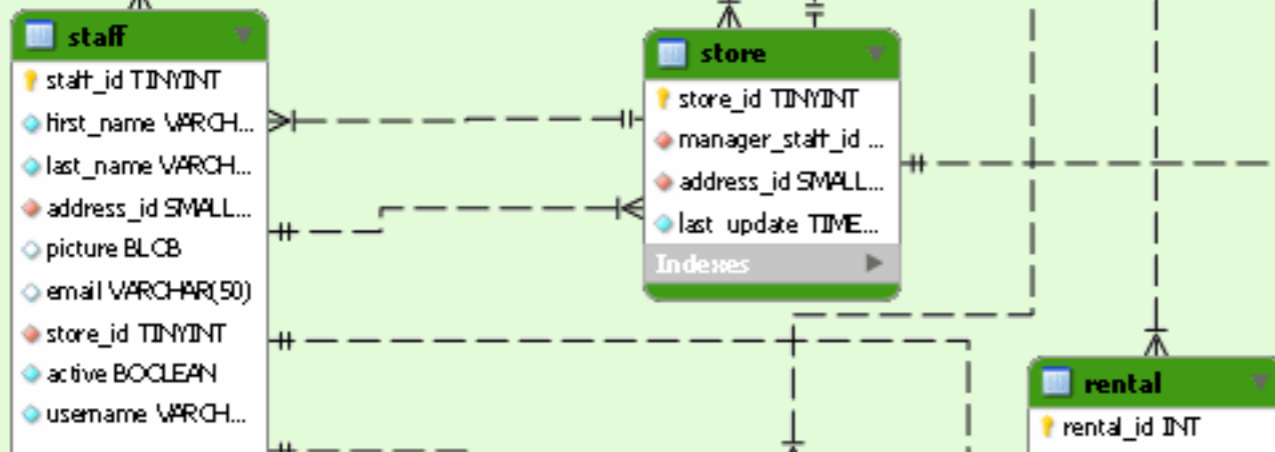 staff
staff_id TINYINT
first_name VARCH...
last_name VARCH...
address_id SMALL...
picture BLOB
email VARCHAR(50)
store_id TINYINT
active BOOLEAN
username VARCH...
store
store_id TINYINT
manager_staff_id ...
address_id SMALL...
last_update TIME...
Indexes
rental
rental_id INT